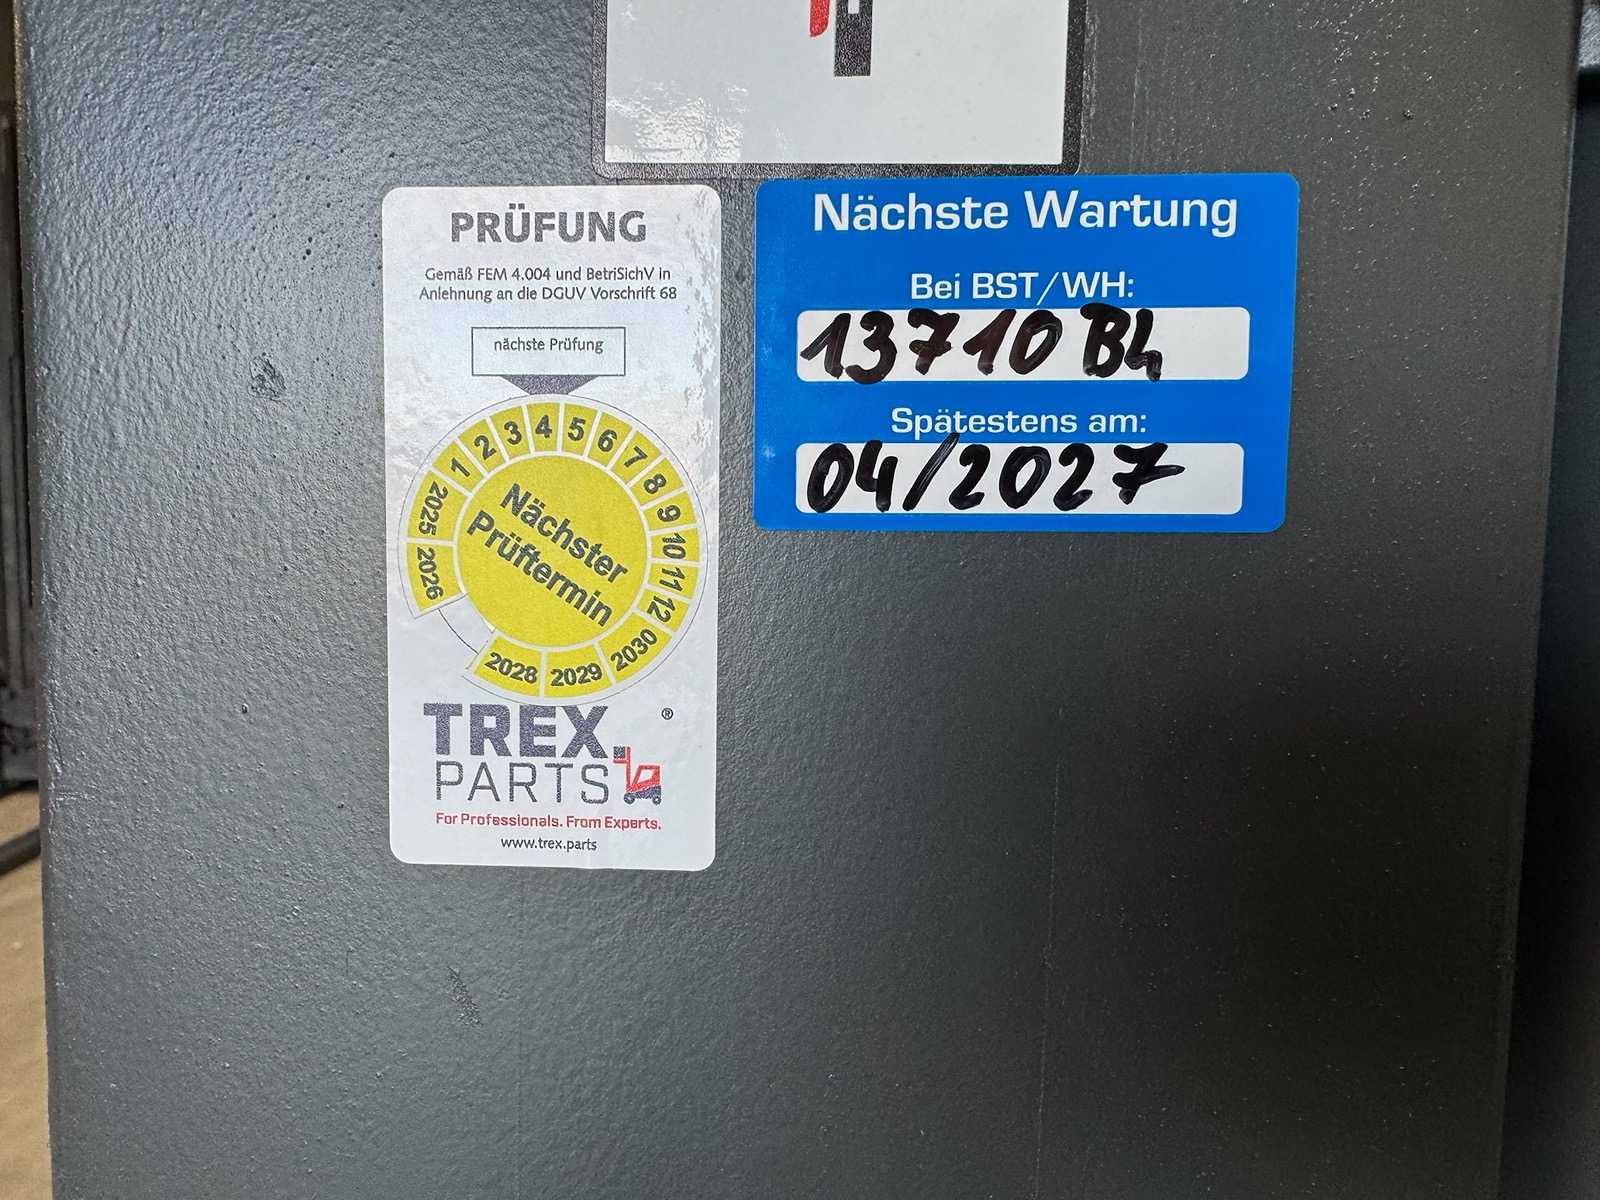 PRÜFUNG
Gemäß FEM 4.004 und BetriSichV in
Anlehnung an die DGUV Vorschrift 68
nächste Prüfung
1 2 3 4 5 6 7 8 9 10 11 12
2025 2026 2028 2029 2030
Nächster
Prüftermin
TREX ®
PARTS
For Professionals. From Experts.
www.trex.parts
Nächste Wartung
Bei BST/WH:
13710 Bh
Spätestens am:
04/2027